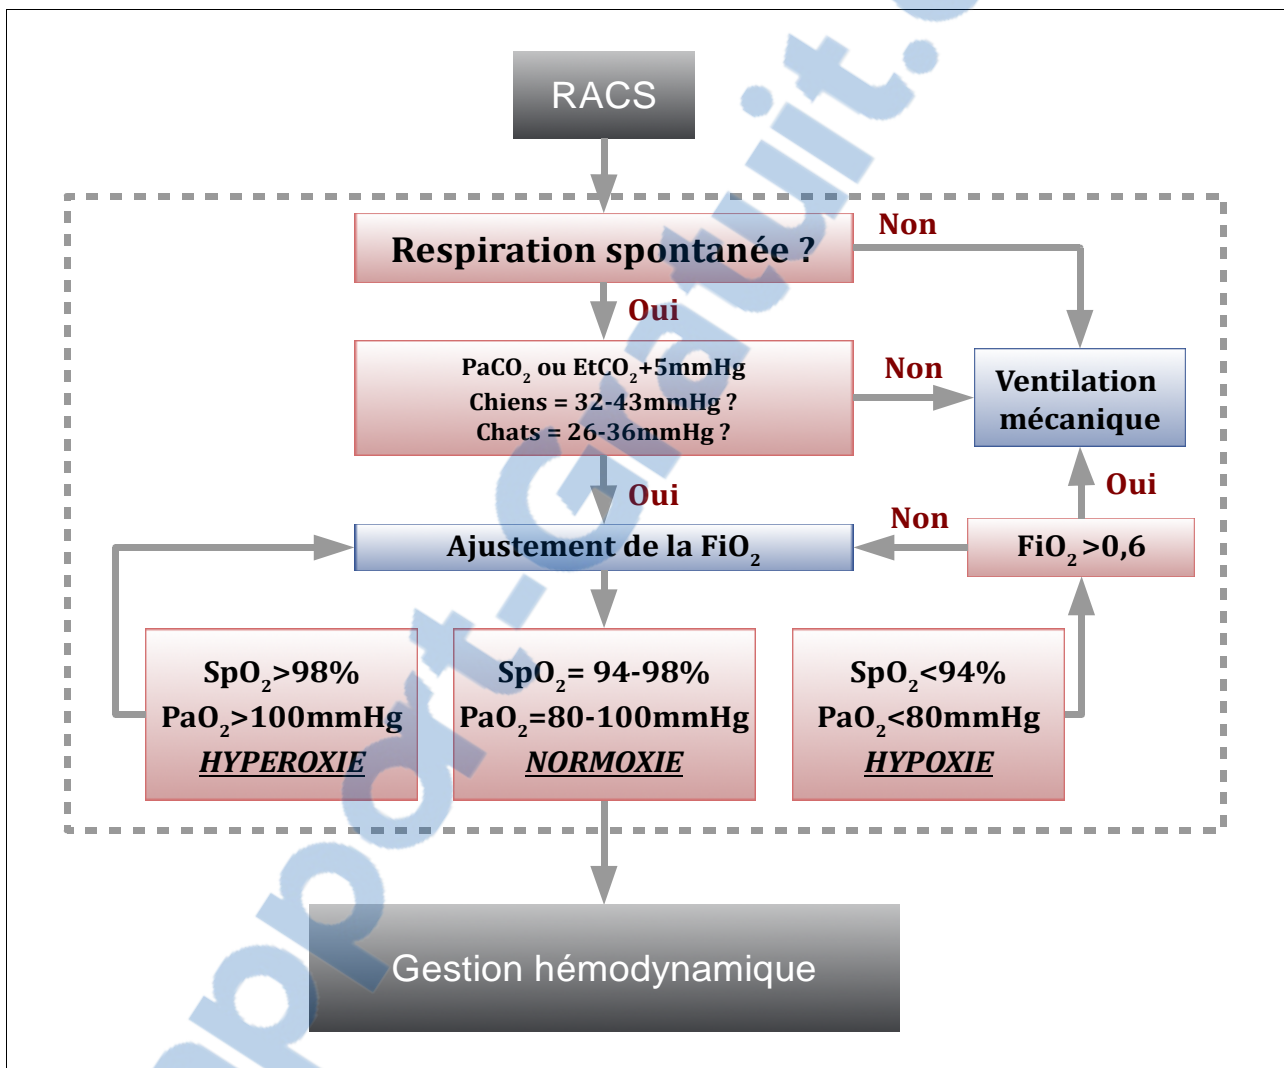 RACS
Respiration spontanée ?
Non
Oui
PaCO₂ ou EtCO₂+5mmHg
Chiens = 32-43mmHg ?
Chats = 26-36mmHg ?
Non
Ventilation
mécanique
Oui
Oui
Non
Ajustement de la FiO₂
FiO₂ >0,6
SpO₂>98%
PaO₂>100mmHg
HYPEROXIE
SpO₂= 94-98%
PaO₂=80-100mmHg
NORMOXIE
SpO₂<94%
PaO₂<80mmHg
HYPOXIE
Gestion hémodynamique
pport-Gratuit.c